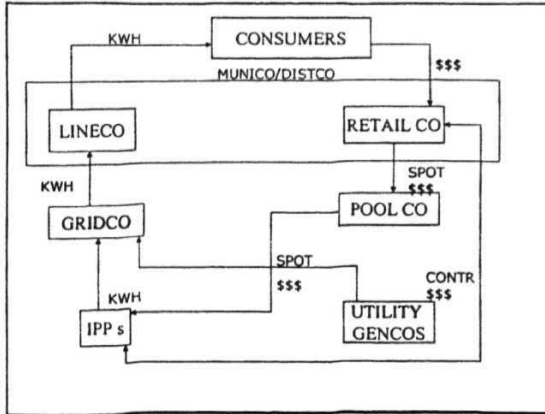 KWH
CONSUMERS
$$$
MUNICO/DISTCO
LINECO
RETAIL CO
KWH
SPOT
$$$
GRIDCO
POOL CO
SPOT
KWH
$$$
CONTR
$$$
IPP s
UTILITY
GENCOS